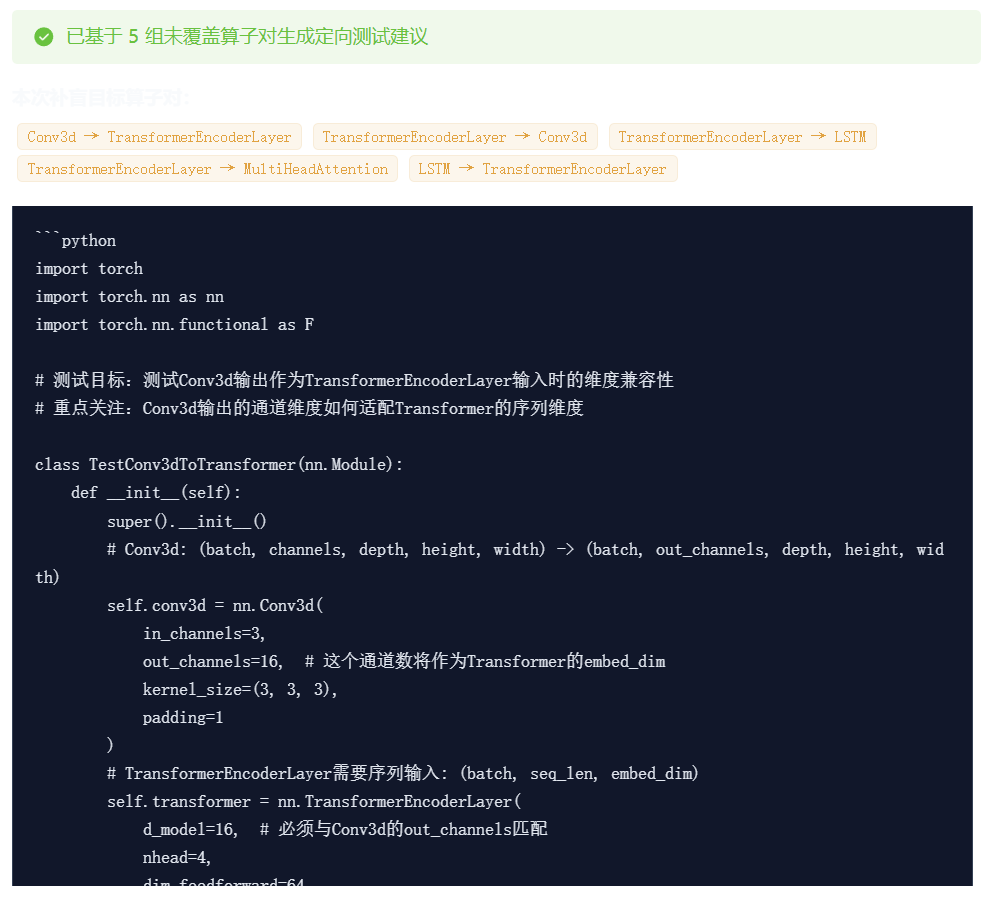 已基于 5 组未覆盖算子对生成定向测试建议
本次补盲目标算子对：
Conv3d → TransformerEncoderLayer TransformerEncoderLayer → Conv3d TransformerEncoderLayer → LSTM
TransformerEncoderLayer → MultiHeadAttention LSTM → TransformerEncoderLayer
```python
import torch
import torch.nn as nn
import torch.nn.functional as F
# 测试目标：测试Conv3d输出作为TransformerEncoderLayer输入时的维度兼容性
# 重点关注：Conv3d输出的通道维度如何适配Transformer的序列维度
class TestConv3dToTransformer(nn.Module):
    def __init__(self):
        super().__init__()
        # Conv3d: (batch, channels, depth, height, width) -> (batch, out_channels, depth, height, wid
th)
        self.conv3d = nn.Conv3d(
            in_channels=3,
            out_channels=16,  # 这个通道数将作为Transformer的embed_dim
            kernel_size=(3, 3, 3),
            padding=1
        )
        # TransformerEncoderLayer需要序列输入: (batch, seq_len, embed_dim)
        self.transformer = nn.TransformerEncoderLayer(
            d_model=16,  # 必须与Conv3d的out_channels匹配
            nhead=4,
            dim_feedforward=64